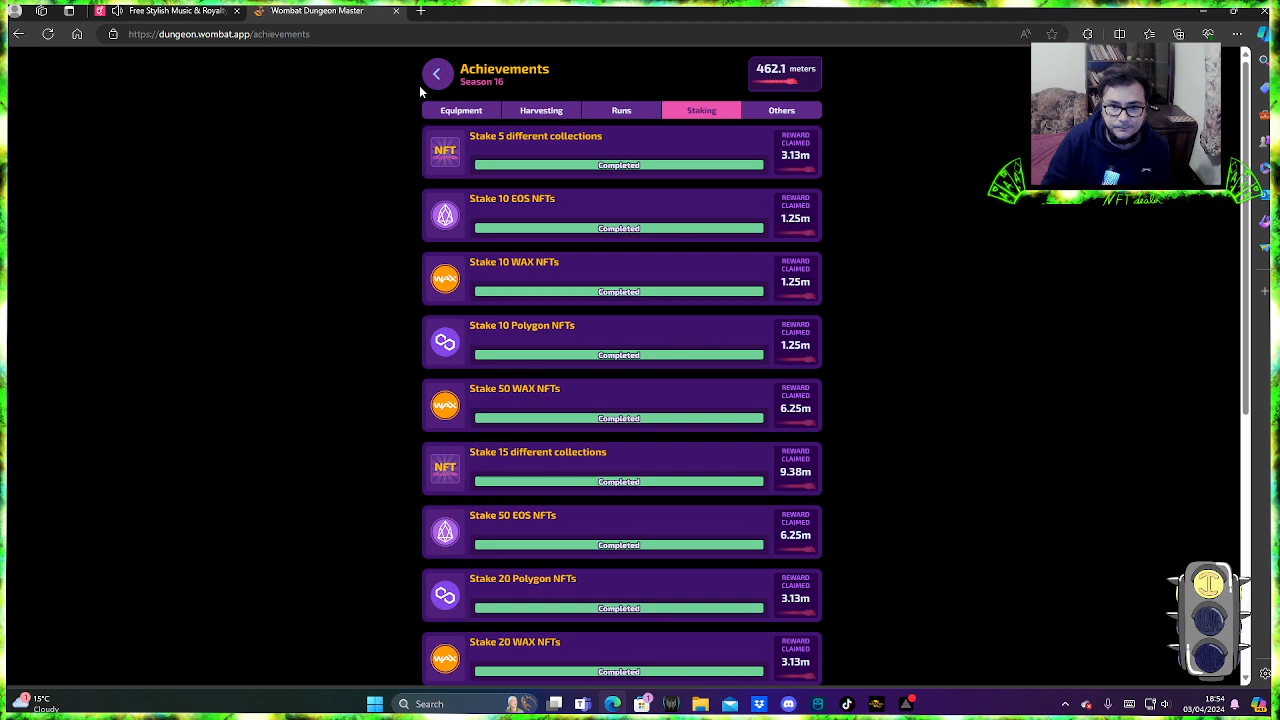 Free Stylish Music & Royalty
Wombat Dungeon Master
https://dungeon.wombat.app/achievements
Achievements
Season 16
462.1 meters
Equipment
Harvesting
Runs
Staking
Others
NFT
Stake 5 different collections
Completed
REWARD
CLAIMED
3.13m
Stake 10 EOS NFTs
Completed
REWARD
CLAIMED
1.25m
WAX
Stake 10 WAX NFTs
Completed
REWARD
CLAIMED
1.25m
Stake 10 Polygon NFTs
Completed
REWARD
CLAIMED
1.25m
WAX
Stake 50 WAX NFTs
Completed
REWARD
CLAIMED
6.25m
NFT
Stake 15 different collections
Completed
REWARD
CLAIMED
9.38m
Stake 50 EOS NFTs
Completed
REWARD
CLAIMED
6.25m
Stake 20 Polygon NFTs
Completed
REWARD
CLAIMED
3.13m
WAX
Stake 20 WAX NFTs
Completed
REWARD
CLAIMED
3.13m
NFT dealer
1
15°C
Cloudy
Search
1
18:54
03/04/2024